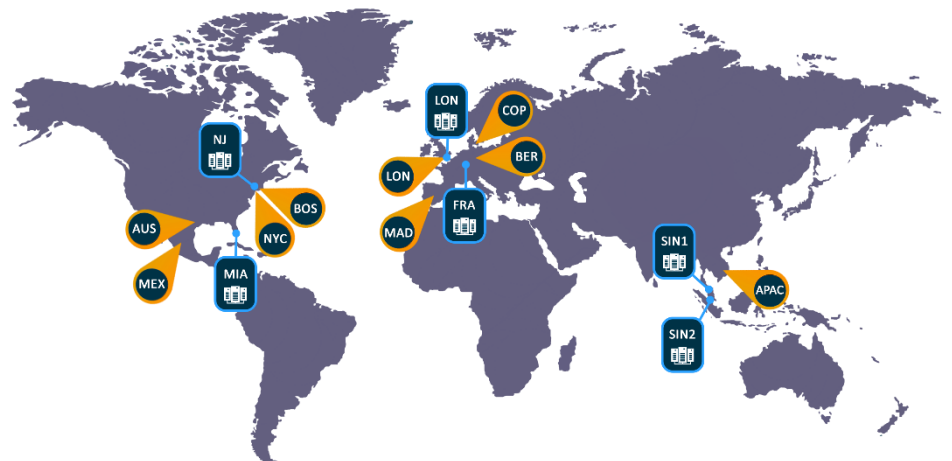 LON
COP
NJ
BER
LON
FRA
BOS
AUS
MAD
NYC
SIN1
MIA
MEX
APAC
SIN2